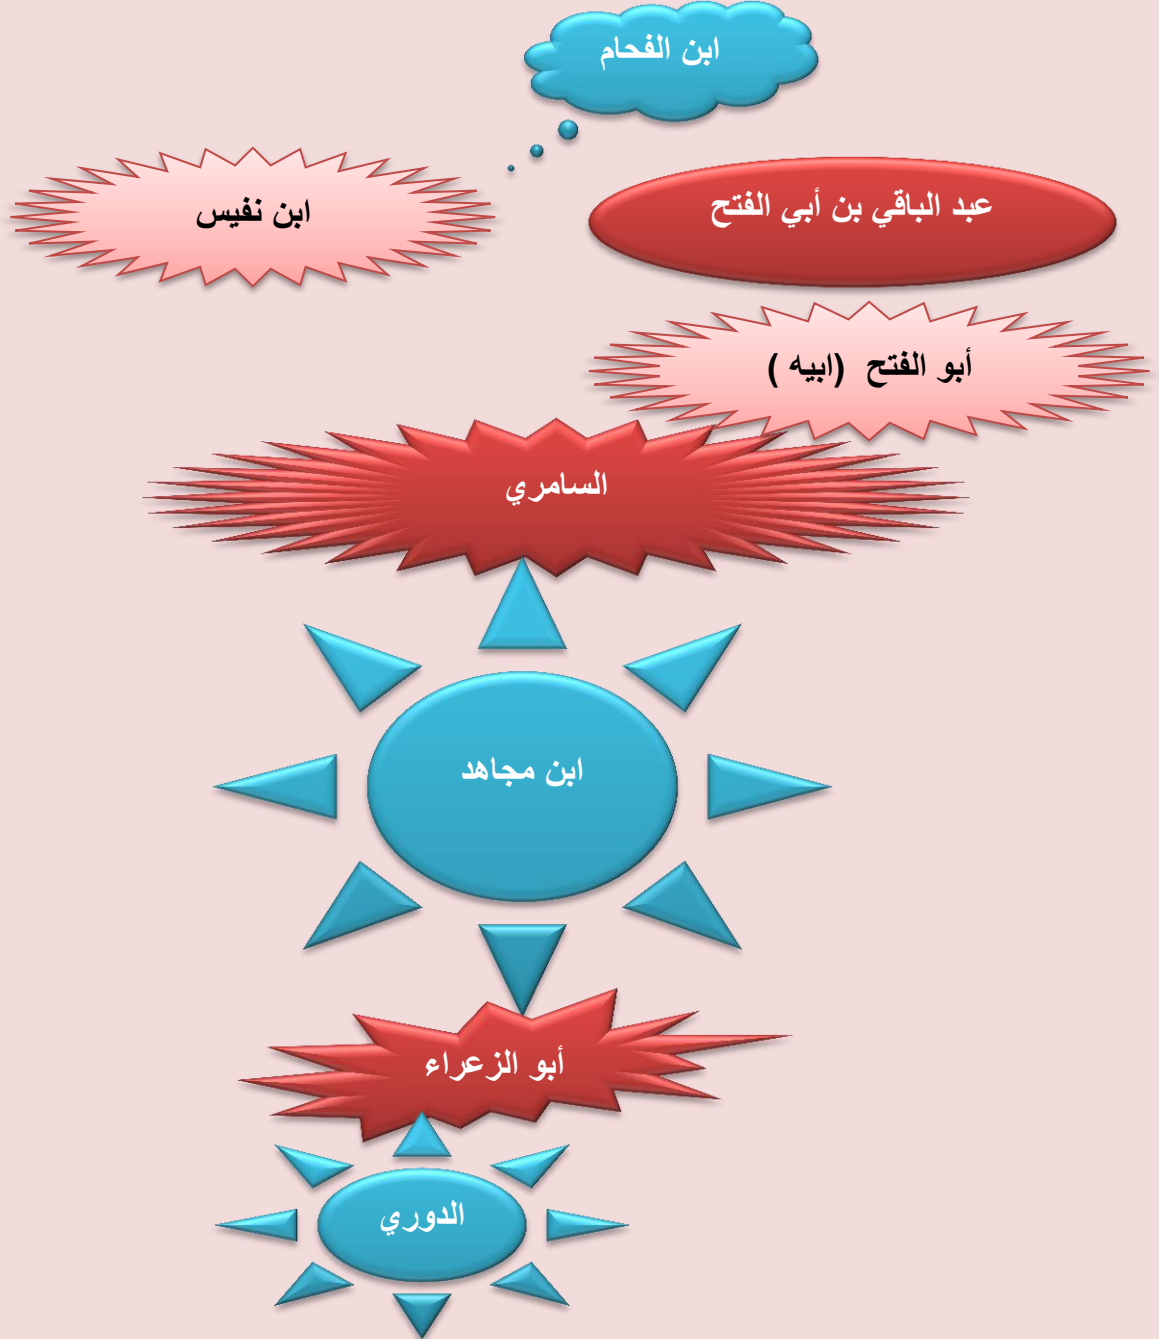 ابن الفحام
عبد الباقي بن أبي الفتح
ابن نفيس
أبو الفتح (ابيه )
السامري
ابن مجاهد
أبو الزعراء
الدوري